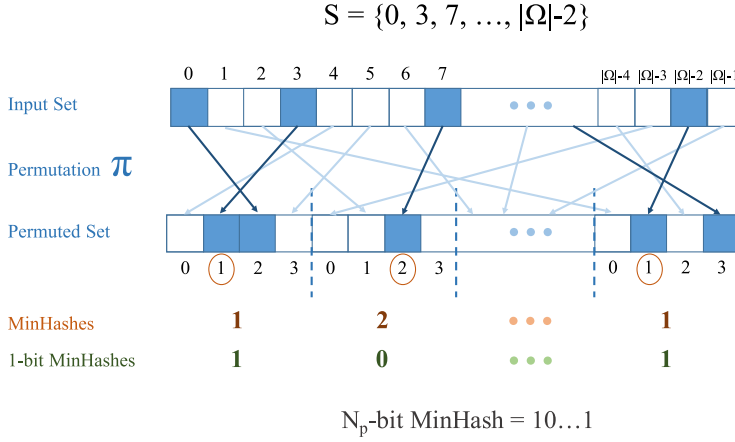 S = {0, 3, 7, …, |Ω|-2}
0 1 2 3 4 5 6 7 |Ω|-4 |Ω|-3 |Ω|-2 |Ω|-1
Input Set
Permutation π
Permuted Set
0 1 2 3 0 1 2 3 0 1 2 3
MinHashes 1 2 1
1-bit MinHashes 1 0 1
Nₚ-bit MinHash = 10…1